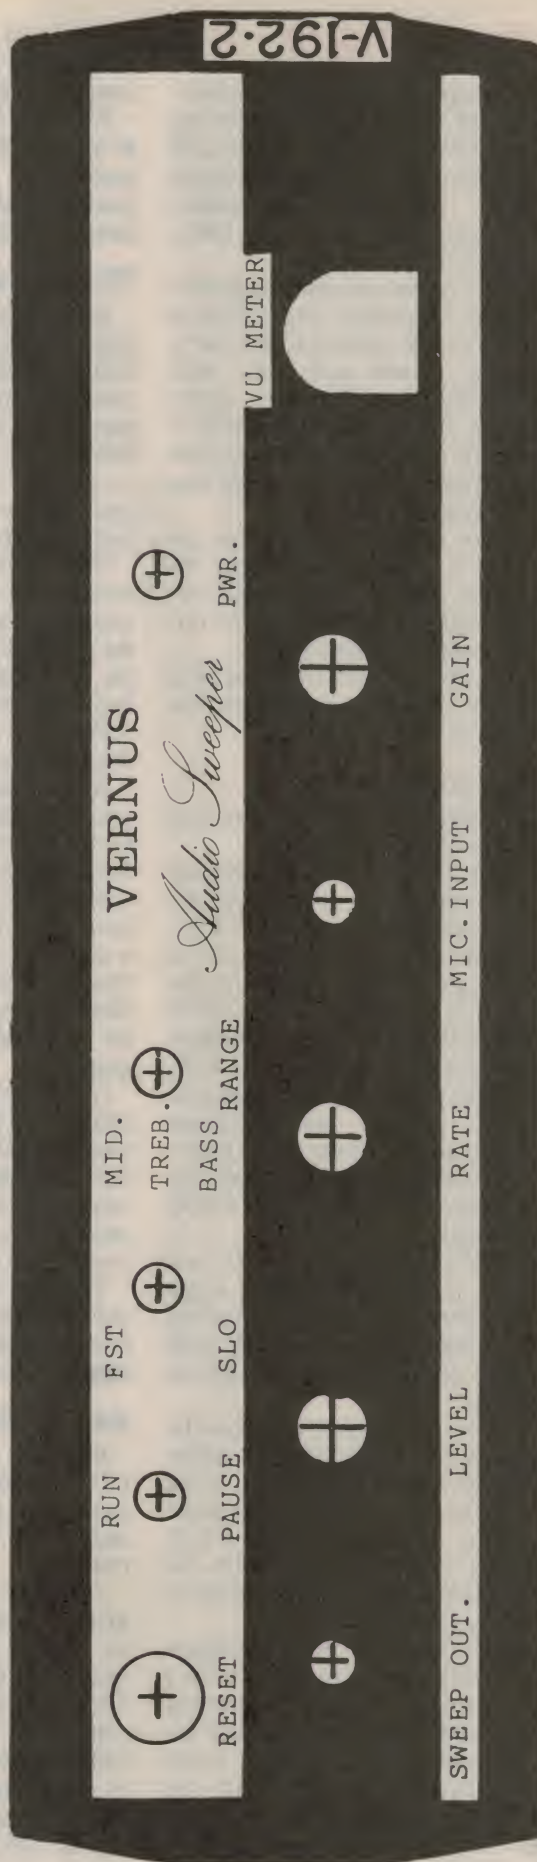 V-192-2
VERNUS
Audio Sweeper
RUN
FST
MID.
TREB.
BASS
RESET
PAUSE
SLO
RANGE
PWR.
VU METER
SWEEP OUT.
LEVEL
RATE
MIC.INPUT
GAIN